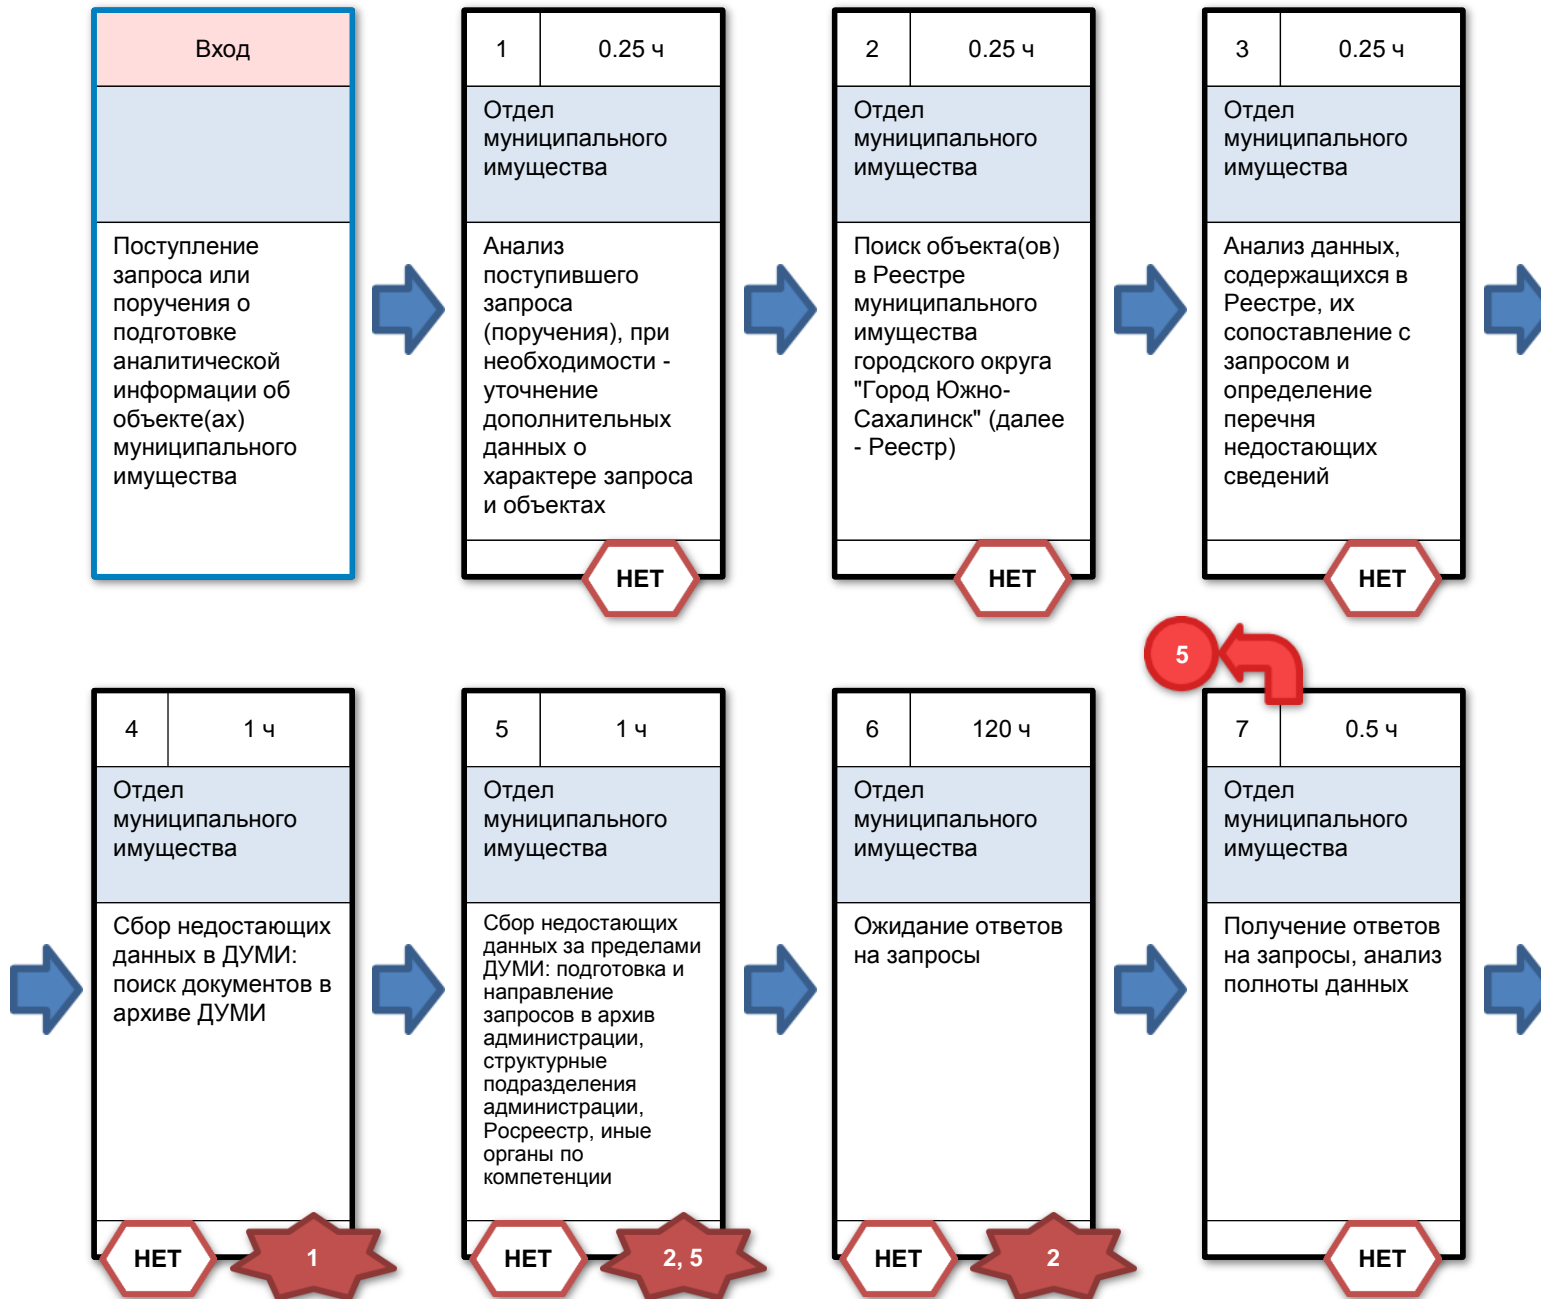 Вход
Поступление
запроса или
поручения о
подготовке
аналитической
информации об
объекте(ах)
муниципального
имущества
1
0.25 ч
Отдел
муниципального
имущества
Анализ
поступившего
запроса
(поручения), при
необходимости -
уточнение
дополнительных
данных о
характере запроса
и объектах
НЕТ
2
0.25 ч
Отдел
муниципального
имущества
Поиск объекта(ов)
в Реестре
муниципального
имущества
городского округа
"Город Южно-
Сахалинск" (далее
- Реестр)
НЕТ
3
0.25 ч
Отдел
муниципального
имущества
Анализ данных,
содержащихся в
Реестре, их
сопоставление с
запросом и
определение
перечня
недостающих
сведений
НЕТ
4
1 ч
Отдел
муниципального
имущества
Сбор недостающих
данных в ДУМИ:
поиск документов в
архиве ДУМИ
НЕТ
1
5
1 ч
Отдел
муниципального
имущества
Сбор недостающих
данных за пределами
ДУМИ: подготовка и
направление
запросов в архив
администрации,
структурные
подразделения
администрации,
Росреестр, иные
органы по
компетенции
НЕТ
2, 5
6
120 ч
Отдел
муниципального
имущества
Ожидание ответов
на запросы
НЕТ
2
5
7
0.5 ч
Отдел
муниципального
имущества
Получение ответов
на запросы, анализ
полноты данных
НЕТ